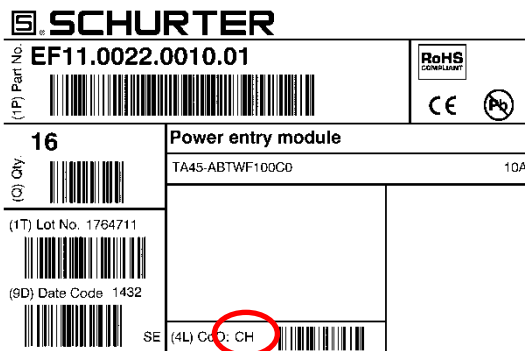 S. SCHURTER
(1P) Part No.
EF11.0022.0010.01
RoHS
COMPLIANT
CE
Pb
(Q) Qty.
16
Power entry module
TA45-ABTWF100C0 10A
(1T) Lot No. 1764711
(9D) Date Code 1432
SE
(4L) CoO: CH